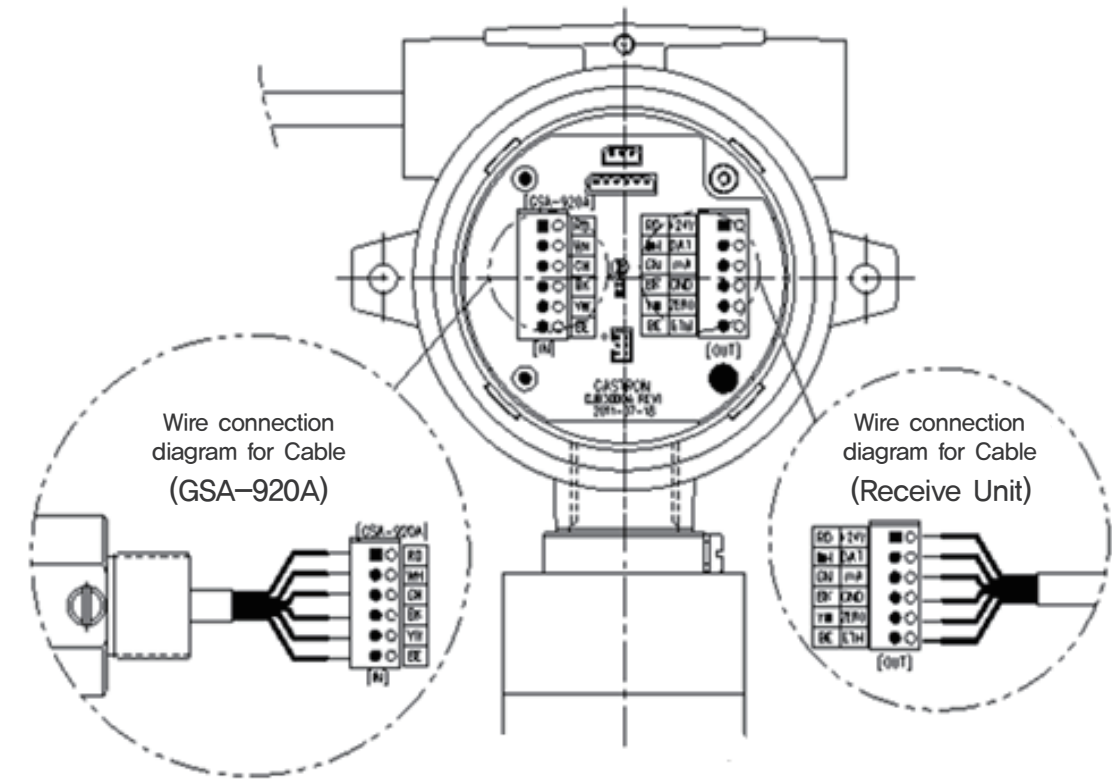 [GSA-920A]
RD
WH
GN
BK
YW
BE
[IN]
RD +24V
WH DA1
GN mA
BK GND
YW ZERO
BE
[OUT]
GASTRON
2011-07-18
Wire connection
diagram for Cable
(GSA-920A)
[GSA-920A]
RD
WH
GN
BK
YW
BE
[IN]
Wire connection
diagram for Cable
(Receive Unit)
RD +24V
WH DA1
GN mA
BK GND
YW ZERO
BE
[OUT]